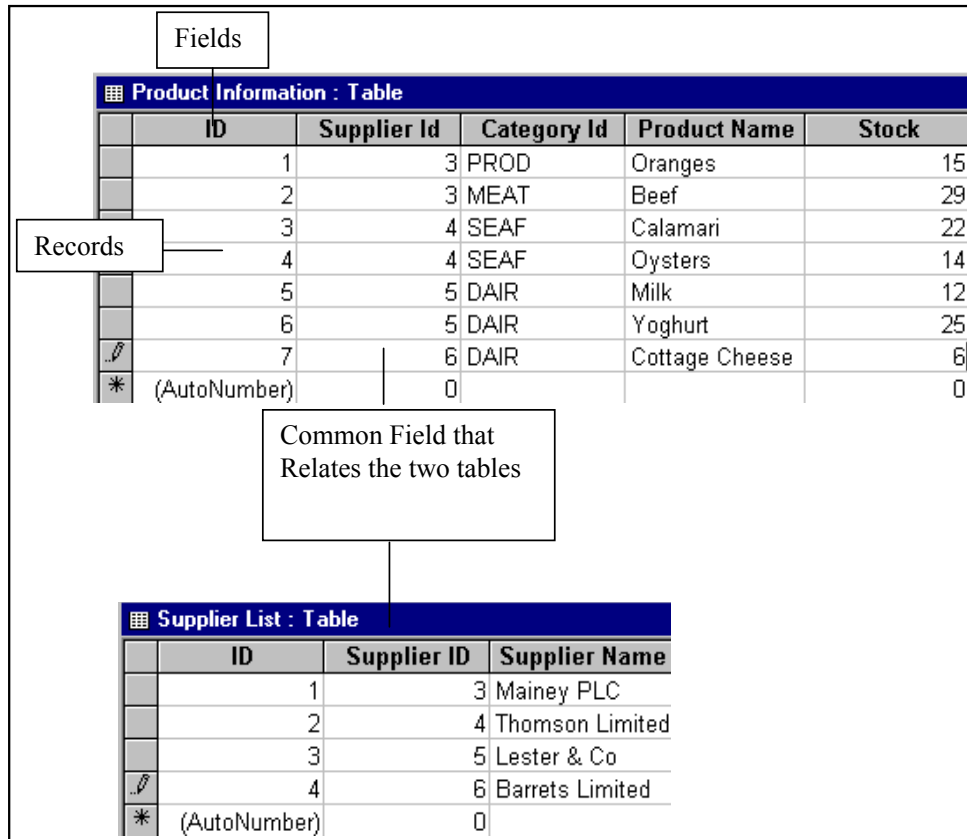 Fields
Product Information : Table
ID Supplier Id Category Id Product Name Stock
1 3 PROD Oranges 15
2 3 MEAT Beef 29
3 4 SEAF Calamari 22
Records
4 4 SEAF Oysters 14
5 5 DAIR Milk 12
6 5 DAIR Yoghurt 25
7 6 DAIR Cottage Cheese 6
(AutoNumber) 0 0
Common Field that
Relates the two tables
Supplier List : Table
ID Supplier ID Supplier Name
1 3 Mainey PLC
2 4 Thomson Limited
3 5 Lester & Co
4 6 Barrets Limited
(AutoNumber) 0